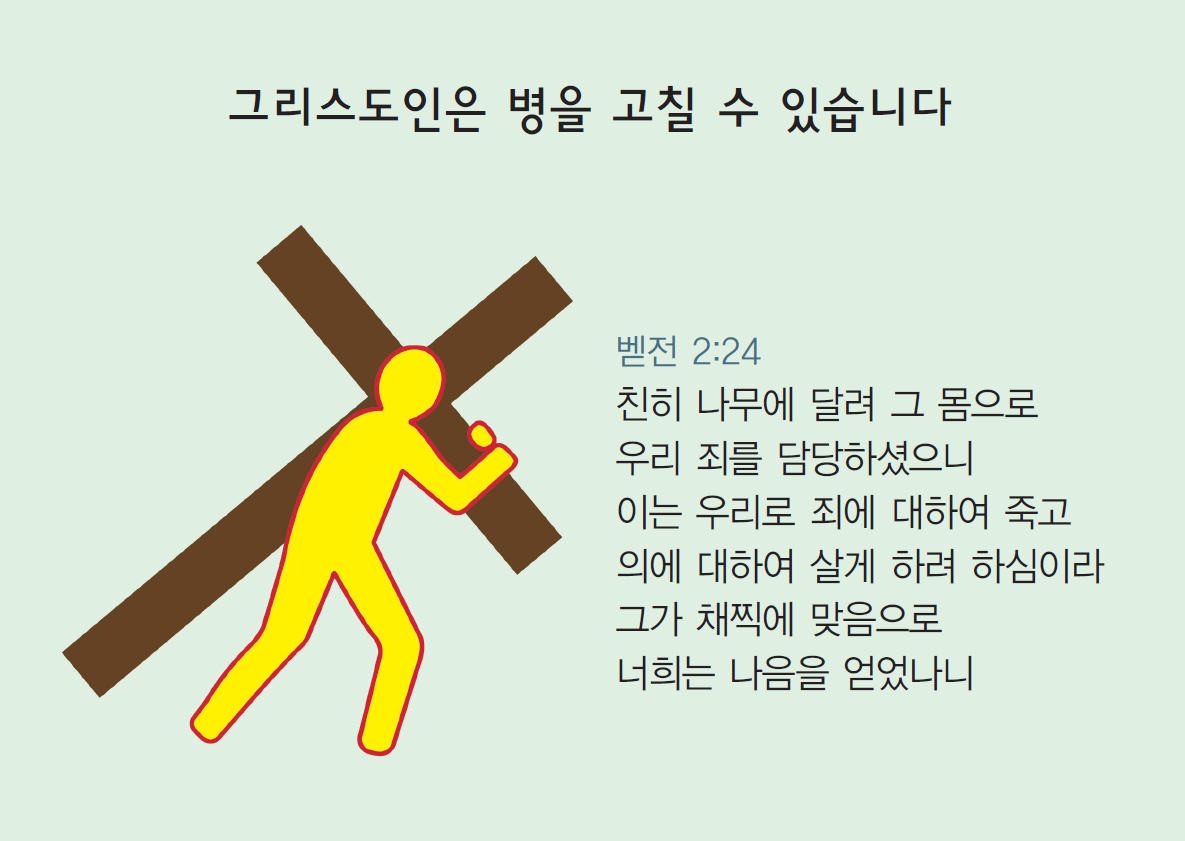 그리스도인은 병을 고칠 수 있습니다
벧전 2:24
친히 나무에 달려 그 몸으로
우리 죄를 담당하셨으니
이는 우리로 죄에 대하여 죽고
의에 대하여 살게 하려 하심이라
그가 채찍에 맞음으로
너희는 나음을 얻었나니